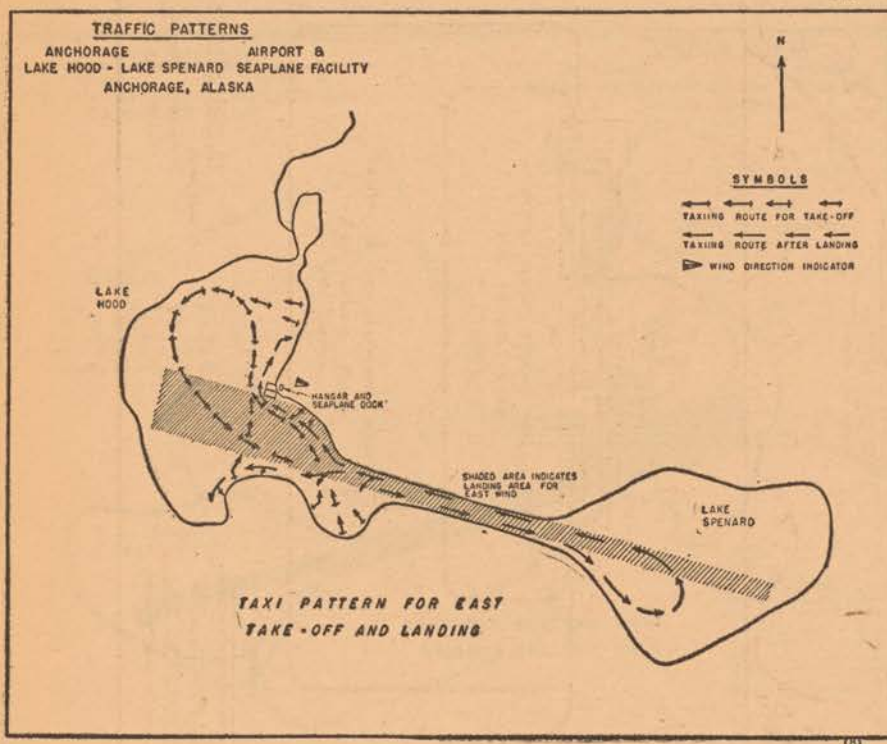 TRAFFIC PATTERNS
ANCHORAGE AIRPORT &
LAKE HOOD - LAKE SPENARD SEAPLANE FACILITY
ANCHORAGE, ALASKA
N
SYMBOLS
TAXIING ROUTE FOR TAKE-OFF
TAXIING ROUTE AFTER LANDING
WIND DIRECTION INDICATOR
LAKE
HOOD
HANGAR AND
SEAPLANE DOCK
SHADED AREA INDICATES
LANDING AREA FOR
EAST WIND
LAKE
SPENARD
TAXI PATTERN FOR EAST
TAKE-OFF AND LANDING